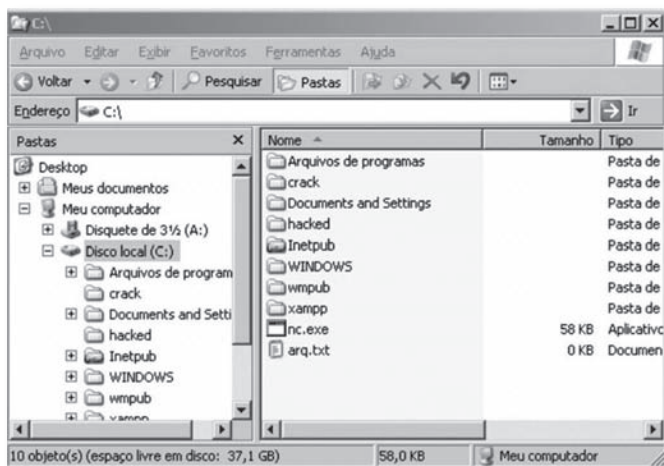 C:\
Arquivo Editar Exibir Favoritos Ferramentas Ajuda
Voltar Pesquisar Pastas
Endereço C:\ Ir
Pastas
Desktop
Meus documentos
Meu computador
Disquete de 3½ (A:)
Disco local (C:)
Arquivos de program
crack
Documents and Setti
hacked
Inetpub
WINDOWS
wmpub
xampp
Nome Tamanho Tipo
Arquivos de programas Pasta de
crack Pasta de
Documents and Settings Pasta de
hacked Pasta de
Inetpub Pasta de
WINDOWS Pasta de
wmpub Pasta de
xampp Pasta de
nc.exe 58 KB Aplicativo
arq.txt 0 KB Documen
10 objeto(s) (espaço livre em disco: 37,1 GB) 58,0 KB Meu computador